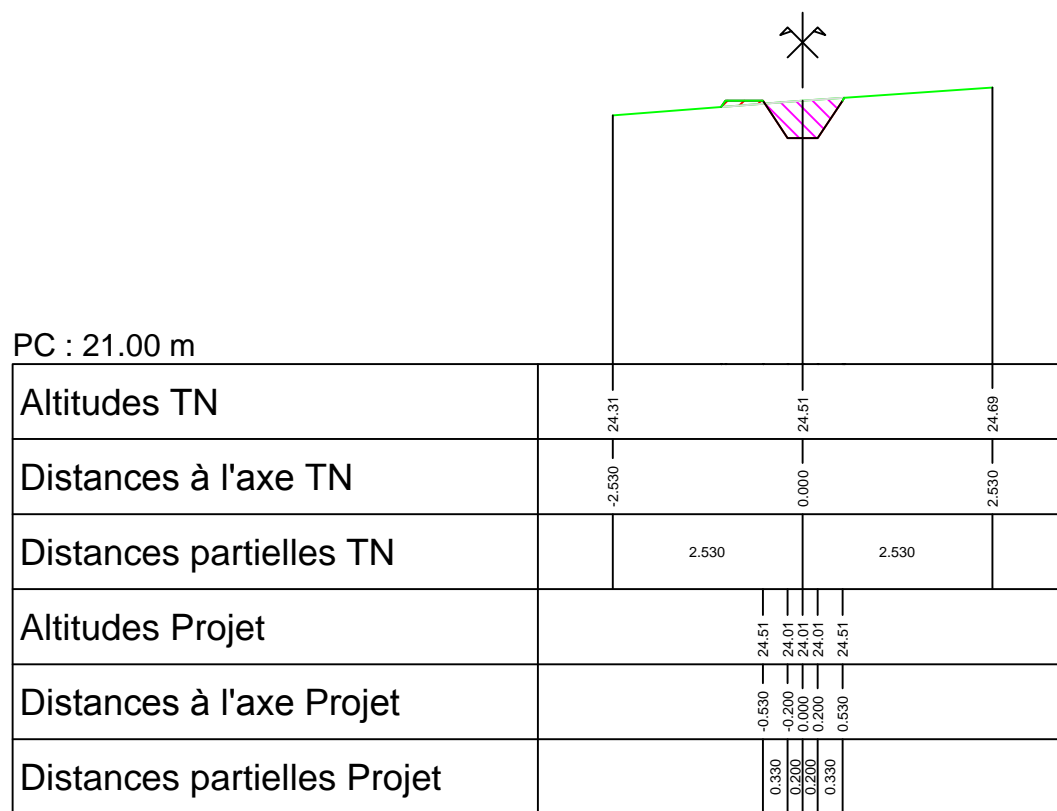 PC : 21.00 m
Altitudes TN 24.31 24.51 24.69
Distances à l'axe TN -2.530 0.000 2.530
Distances partielles TN 2.530 2.530
Altitudes Projet 24.51 24.01 24.01 24.01 24.51
Distances à l'axe Projet -0.530 -0.200 0.000 0.200 0.530
Distances partielles Projet 0.330 0.200 0.200 0.330